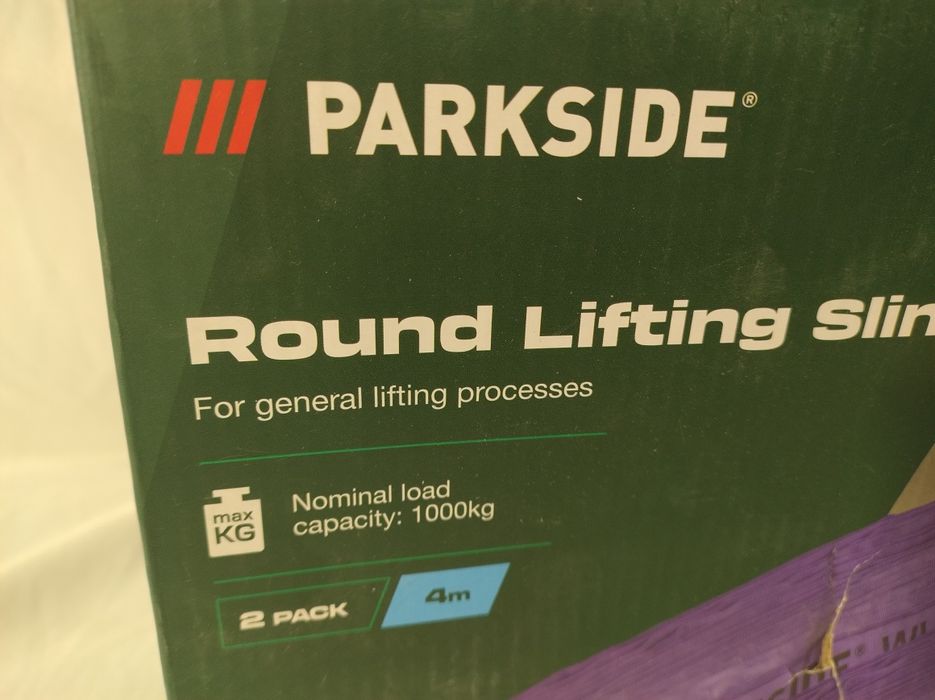 PARKSIDE®
Round Lifting Slin
For general lifting processes
max
KG
Nominal load
capacity: 1000kg
2 PACK
4m